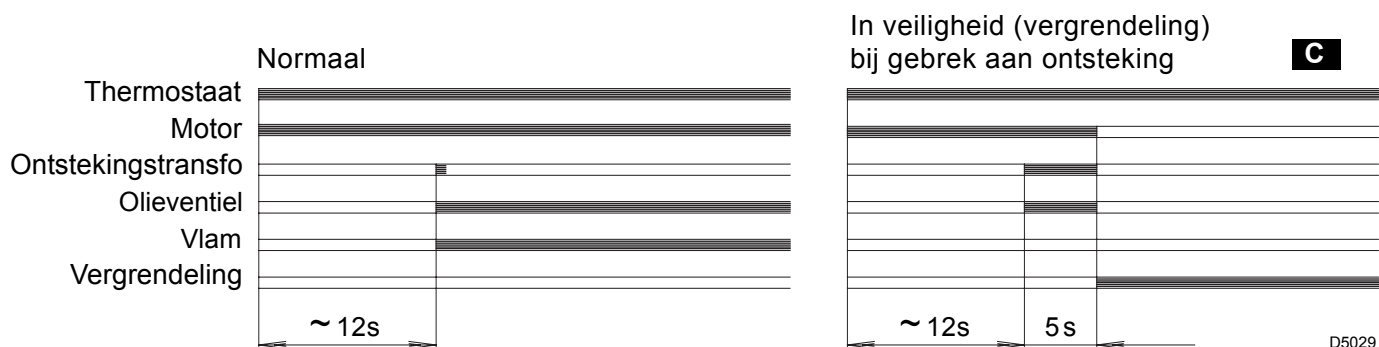 Normaal
Thermostaat
Motor
Ontstekingstransfo
Olieventiel
Vlam
Vergrendeling
~ 12s
In veiligheid (vergrendeling)
bij gebrek aan ontsteking
C
~ 12s
5 s
D5029